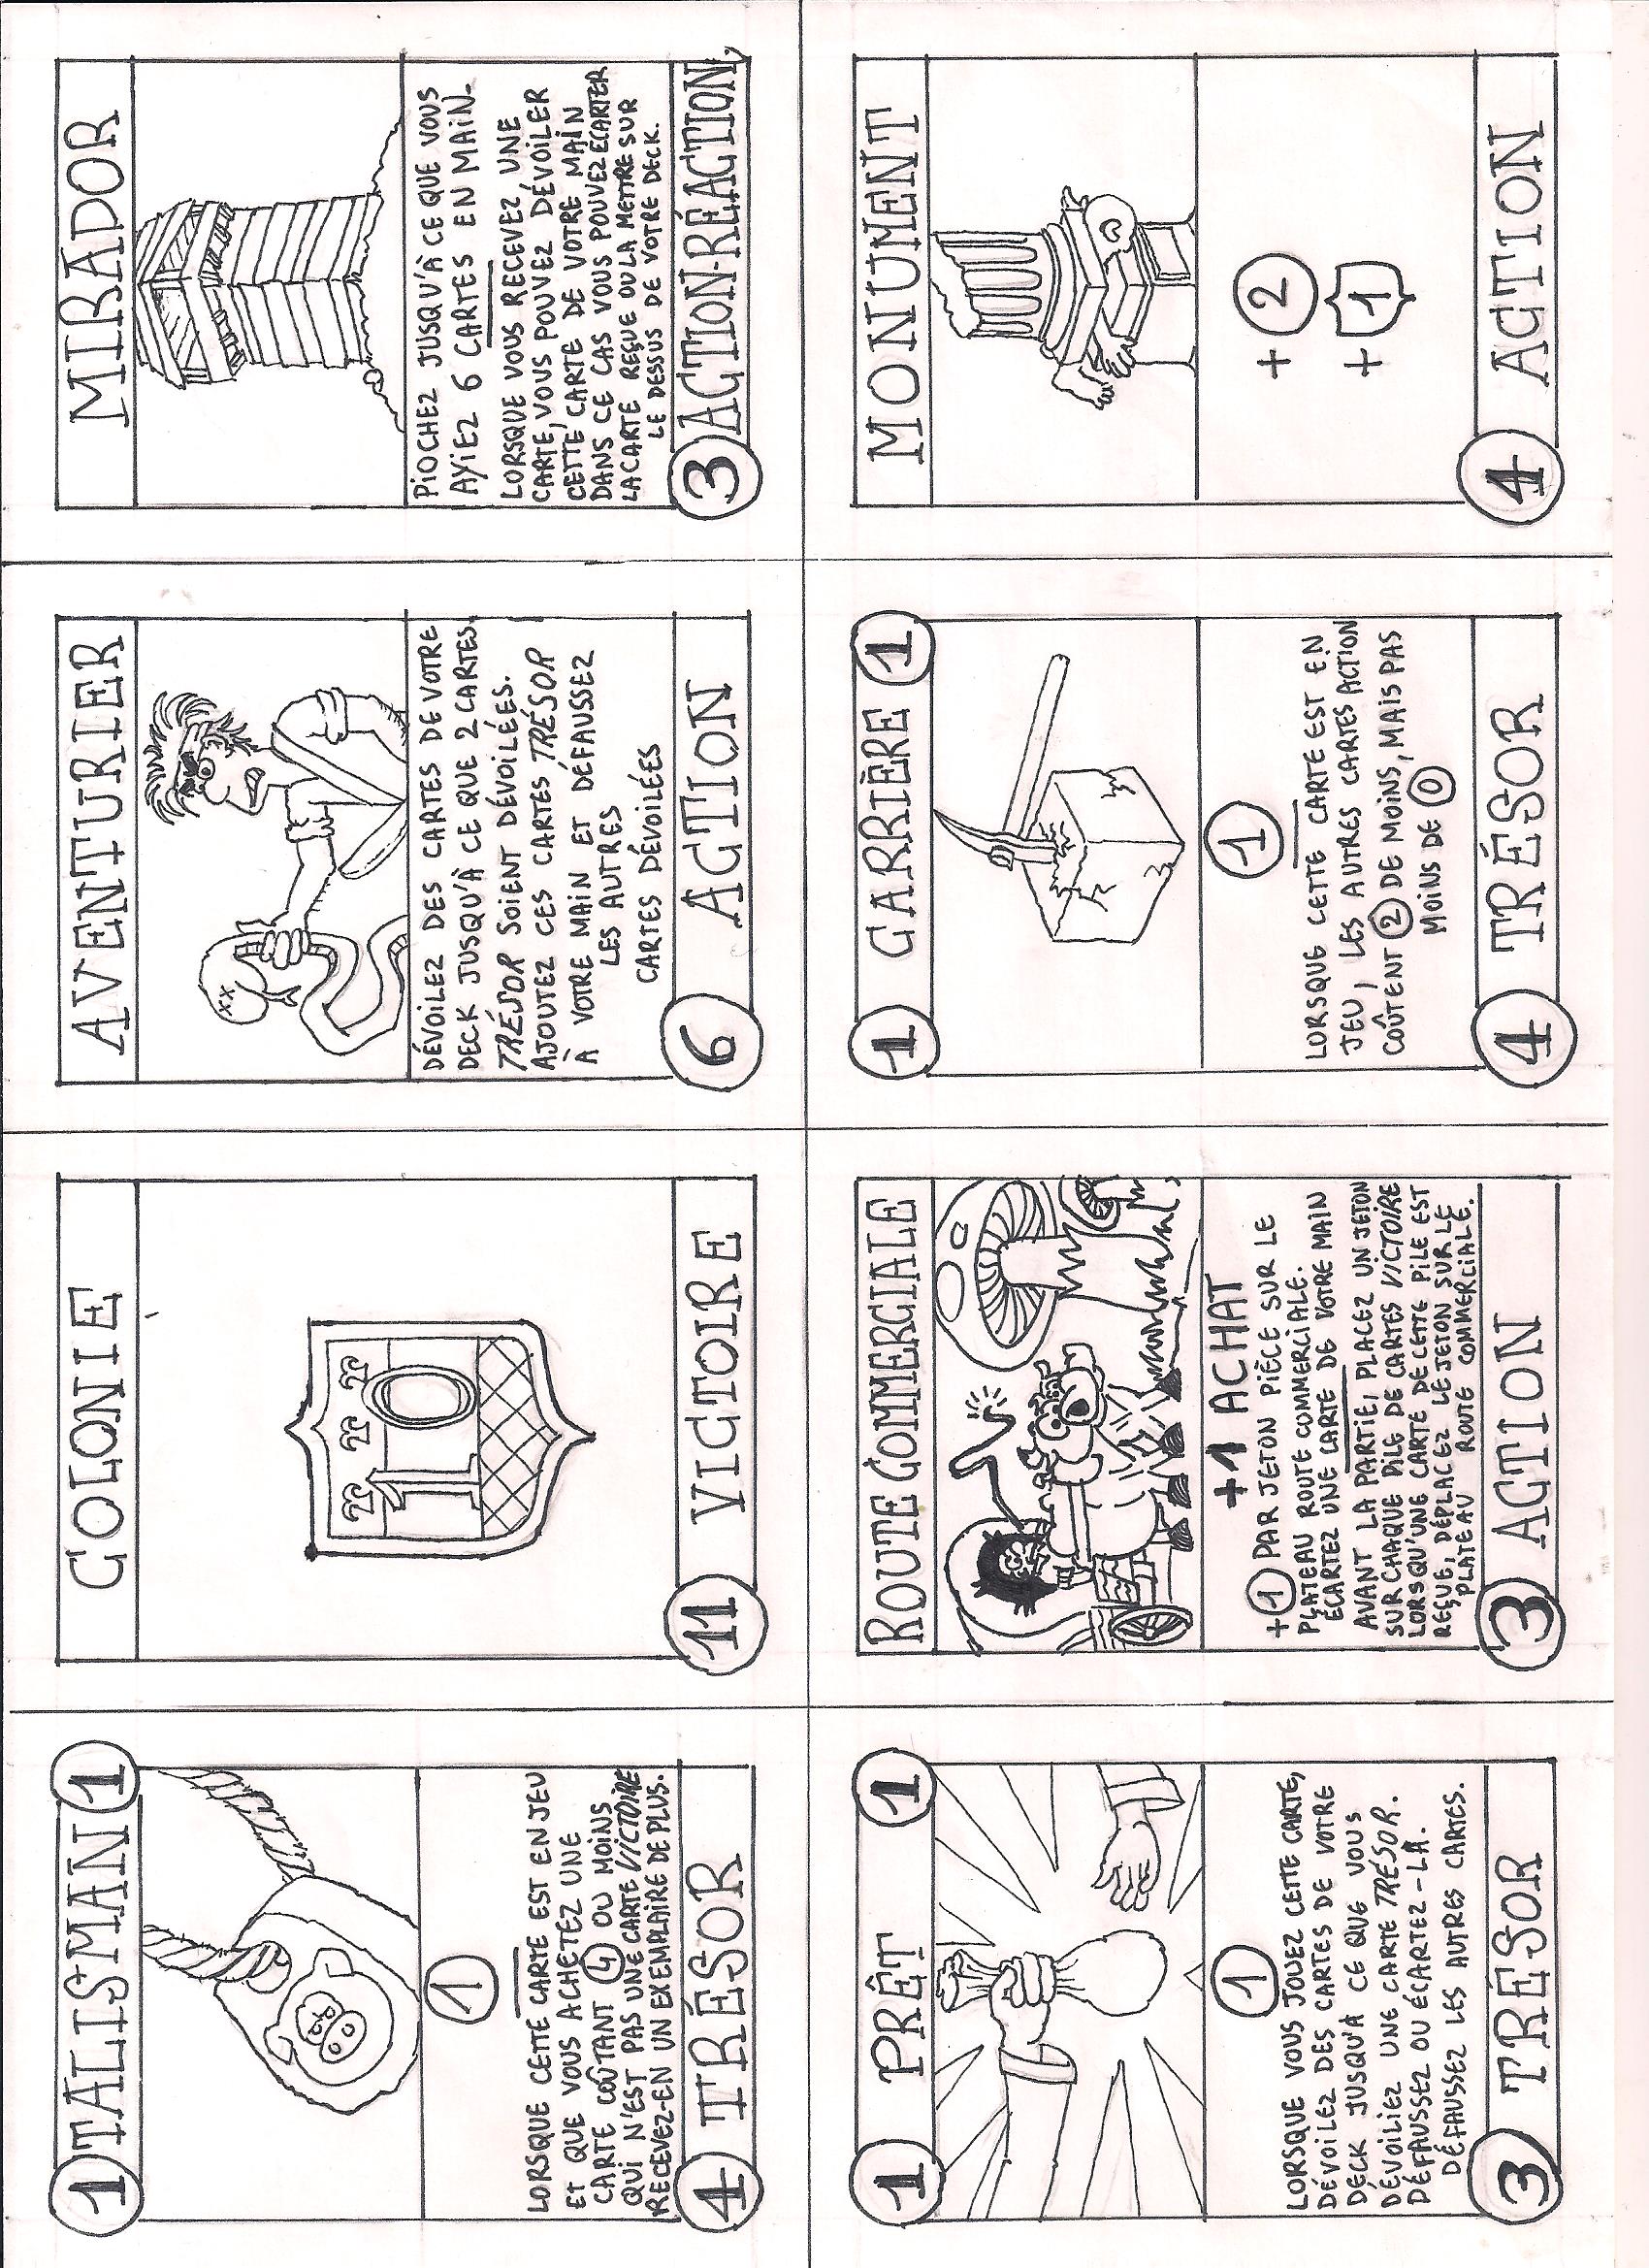 1 TALISMAN 1
1
LORSQUE CETTE CARTE EST EN JEU
ET QUE VOUS ACHETEZ UNE
CARTE COÛTANT 4 OU MOINS
QUI N'EST PAS UNE CARTE VICTOIRE
RECEVEZ-EN UN EXEMPLAIRE DE PLUS.
4 TRÉSOR
COLONIE
10
11 VICTOIRE
AVENTURIER
XX
DÉVOILEZ DES CARTES DE VOTRE
DECK JUSQU'À CE QUE 2 CARTES
TRÉSOR SOIENT DÉVOILÉES.
AJOUTEZ CES CARTES TRÉSOR
À VOTRE MAIN ET DÉFAUSSEZ
LES AUTRES
CARTES DÉVOILÉES
6 ACTION
MIRADOR
PIOCHEZ JUSQU'À CE QUE VOUS
AYIEZ 6 CARTES EN MAIN.
LORSQUE VOUS RECEVEZ UNE
CARTE, VOUS POUVEZ DÉVOILER
CETTE CARTE DE VOTRE MAIN
DANS CE CAS VOUS POUVEZ ÉCARTER
LA CARTE REÇUE OU LA METTRE SUR
LE DESSUS DE VOTRE DECK.
3 ACTION-RÉACTION
1 PRÊT 1
1
LORSQUE VOUS JOUEZ CETTE CARTE,
DÉVOILEZ DES CARTES DE VOTRE
DECK JUSQU'À CE QUE VOUS
DÉVOILIEZ UNE CARTE TRÉSOR.
DÉFAUSSEZ OU ÉCARTEZ-LA.
DÉFAUSSEZ LES AUTRES CARTES.
3 TRÉSOR
ROUTE COMMERCIALE
+1 ACHAT
+1 PAR JETON PIÈCE SUR LE
PLATEAU ROUTE COMMERCIALE.
ÉCARTEZ UNE CARTE DE VOTRE MAIN
AVANT LA PARTIE, PLACEZ UN JETON
SUR CHAQUE PILE DE CARTES VICTOIRE
LORSQU'UNE CARTE DE CETTE PILE EST
REÇUE, DÉPLACEZ LE JETON SUR LE
PLATEAU ROUTE COMMERCIALE.
3 ACTION
1 CARRIÈRE 1
1
LORSQUE CETTE CARTE EST EN
JEU, LES AUTRES CARTES ACTION
COÛTENT 2 DE MOINS, MAIS PAS
MOINS DE 0
4 TRÉSOR
MONUMENT
+ 2
+ 1
4 ACTION